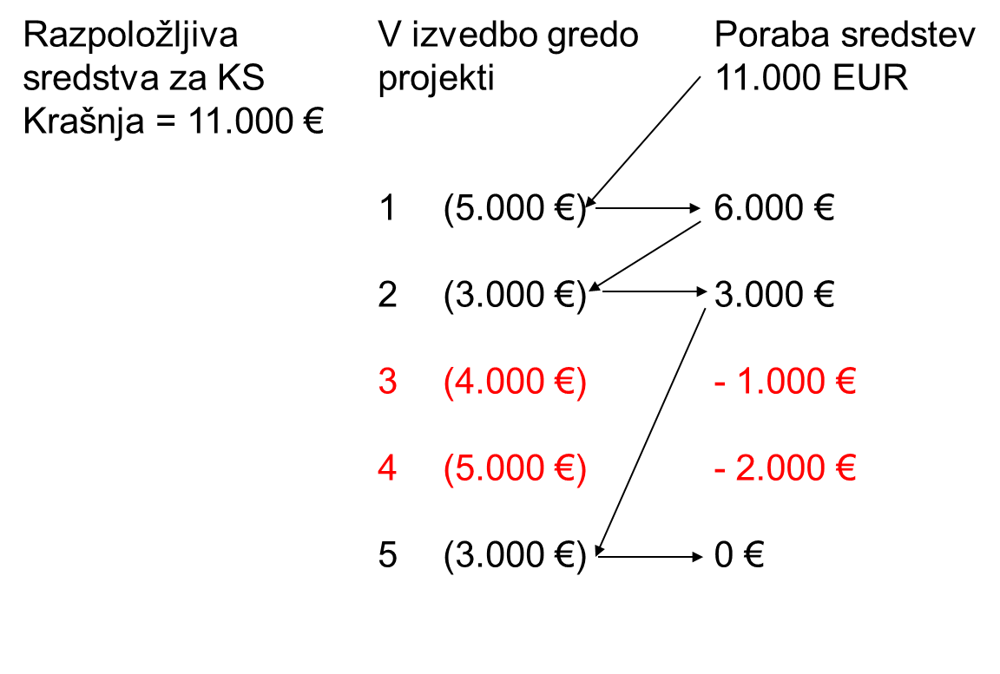 Razpoložljiva
sredstva za KS
Krašnja = 11.000 €
V izvedbo gredo
projekti
Poraba sredstev
11.000 EUR
1 (5.000 €) 6.000 €
2 (3.000 €) 3.000 €
3 (4.000 €) - 1.000 €
4 (5.000 €) - 2.000 €
5 (3.000 €) 0 €